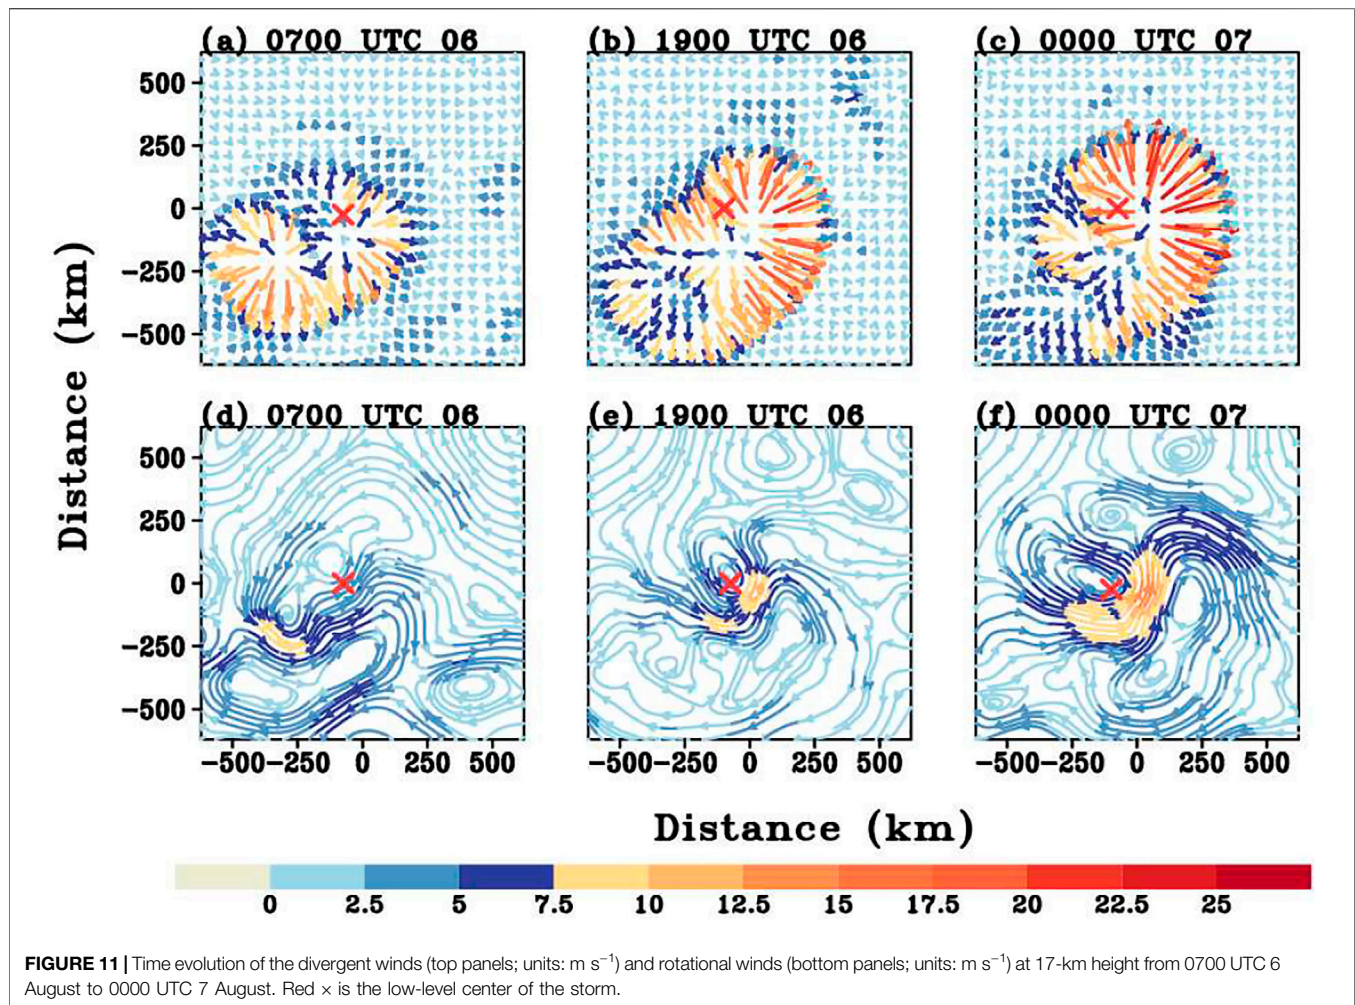 (a) 0700 UTC 06
(b) 1900 UTC 06
(c) 0000 UTC 07
500
250
0
−250
−500
Distance (km)
(d) 0700 UTC 06
(e) 1900 UTC 06
(f) 0000 UTC 07
500
250
0
−250
−500
−500 −250 0 250 500
−500 −250 0 250 500
−500 −250 0 250 500
Distance (km)
0 2.5 5 7.5 10 12.5 15 17.5 20 22.5 25
FIGURE 11 | Time evolution of the divergent winds (top panels; units: m s⁻¹) and rotational winds (bottom panels; units: m s⁻¹) at 17-km height from 0700 UTC 6
August to 0000 UTC 7 August. Red × is the low-level center of the storm.